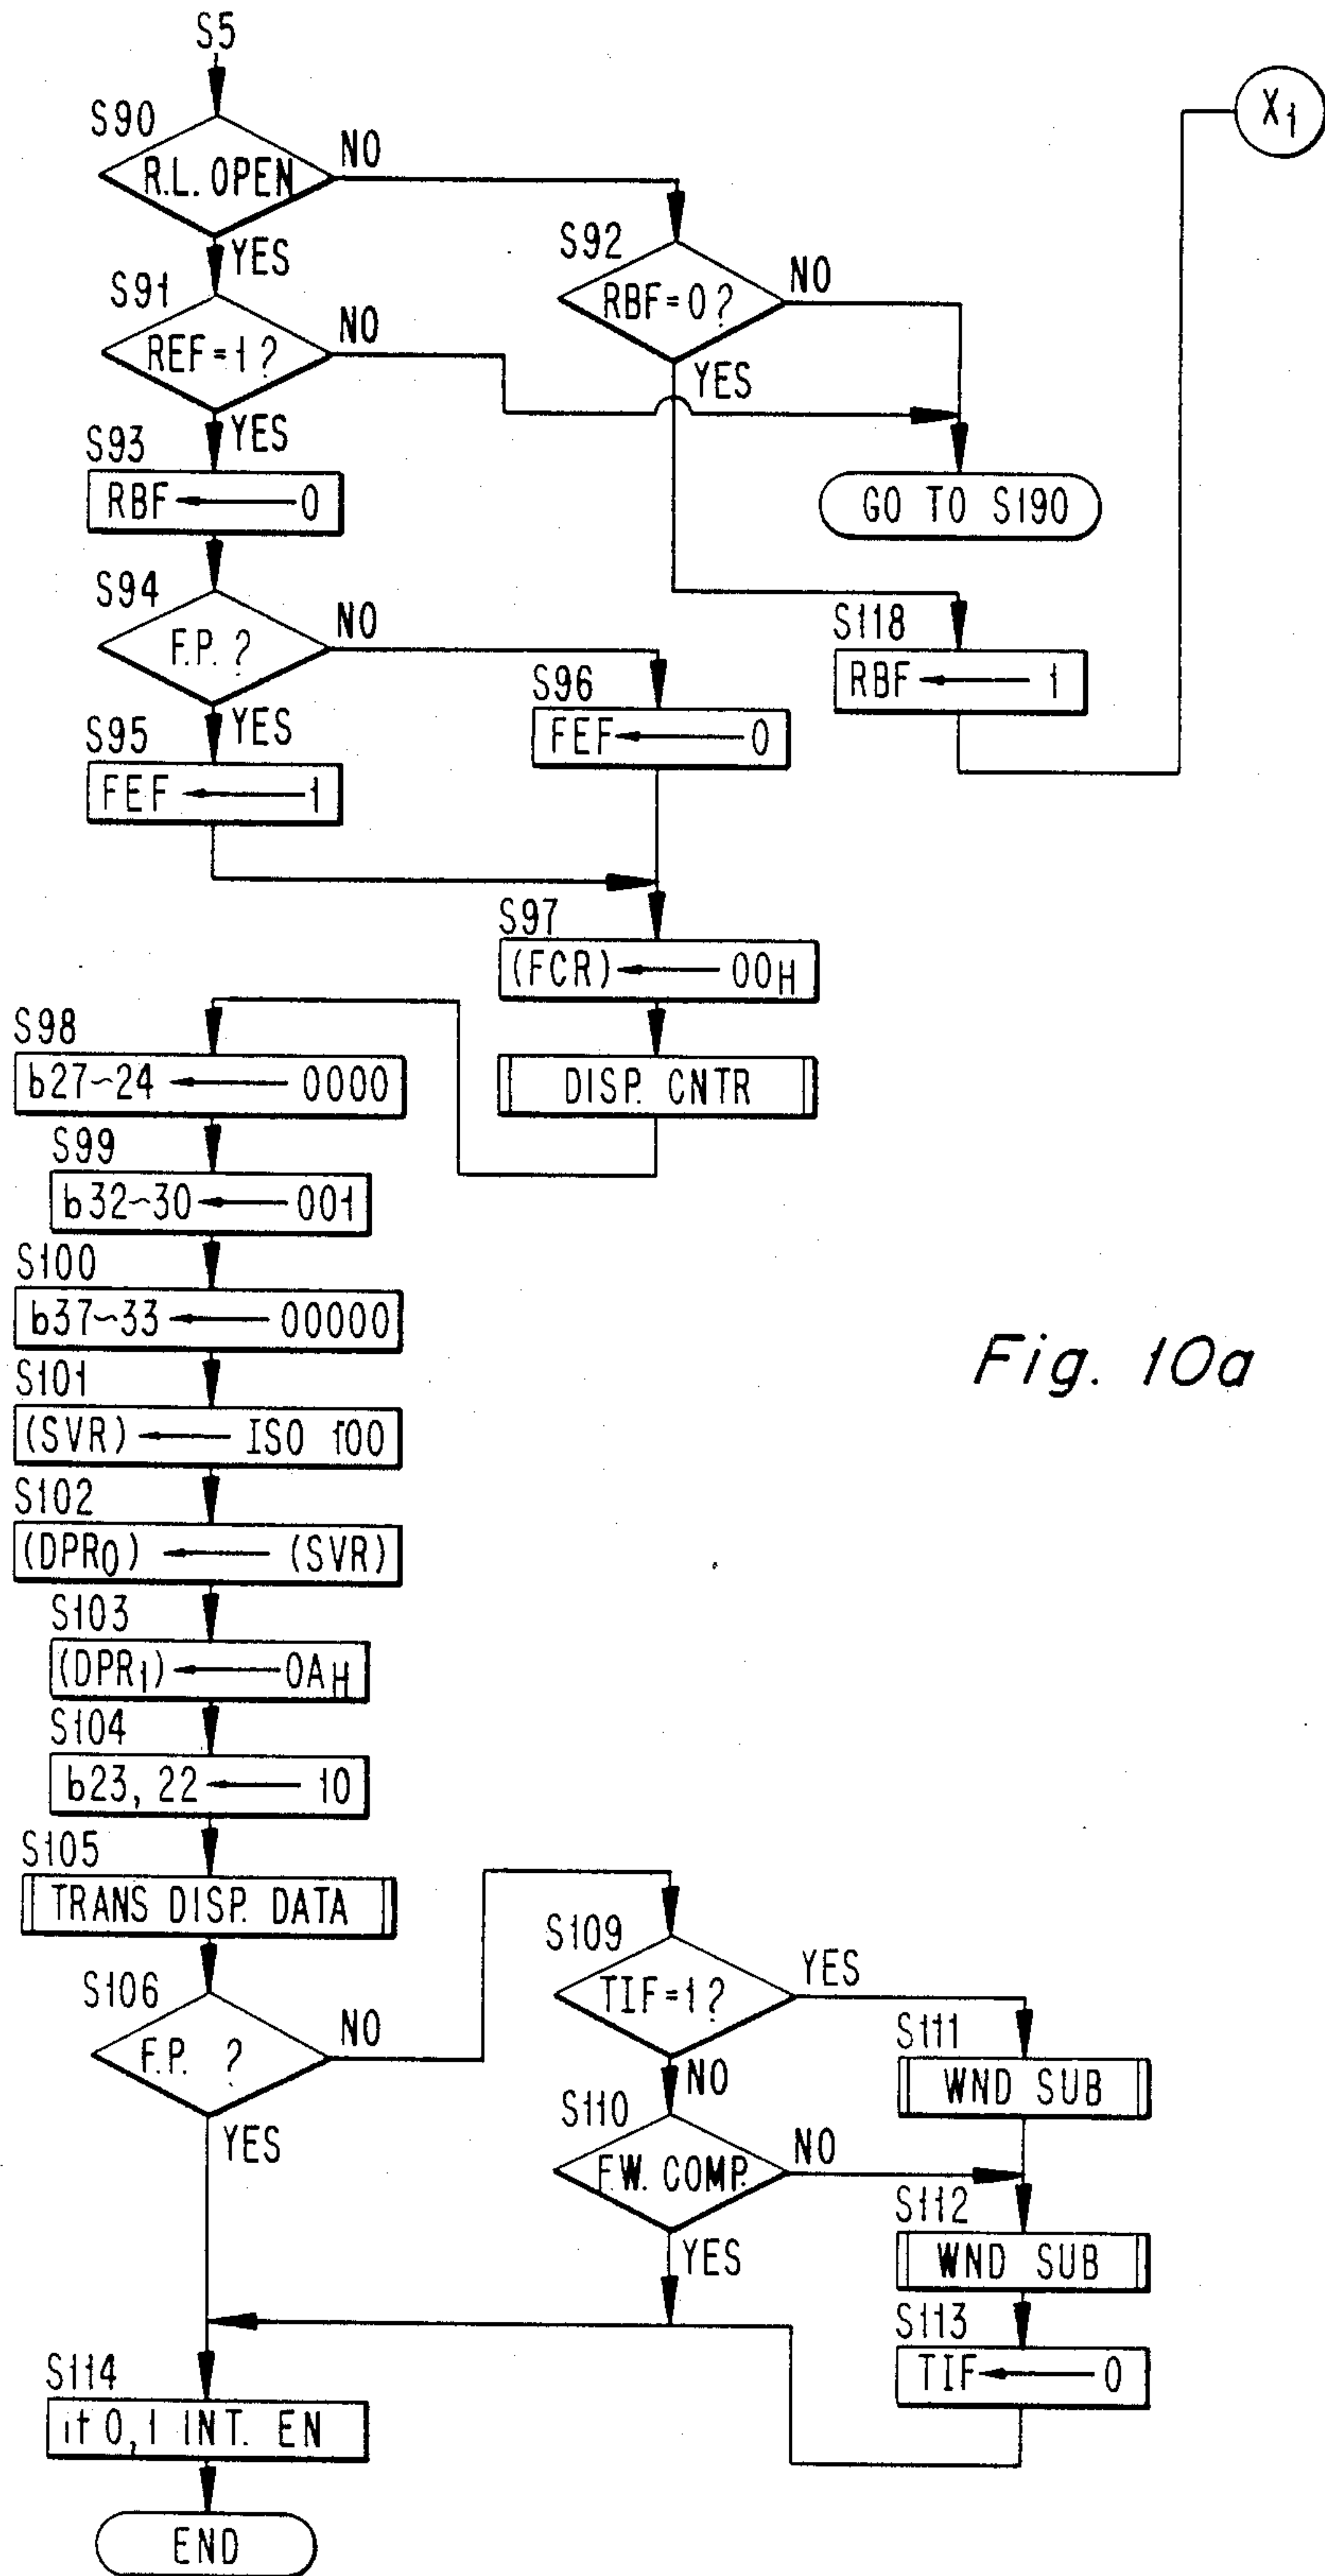 S5
X1
S90
R.L. OPEN
NO
YES
S92
RBF=0?
NO
YES
S91
REF=1?
NO
YES
GO TO S190
S93
RBF ← 0
S94
F.P. ?
NO
YES
S118
RBF ← 1
S96
FEF ← 0
S95
FEF ← 1
S97
(FCR) ← 00H
DISP. CNTR
S98
b27~24 ← 0000
S99
b32~30 ← 001
S100
b37~33 ← 00000
S101
(SVR) ← ISO 100
Fig. 10a
S102
(DPR0) ← (SVR)
S103
(DPR1) ← 0AH
S104
b23, 22 ← 10
S105
TRANS DISP. DATA
S106
F.P. ?
NO
YES
S109
TIF=1?
YES
NO
S111
WND SUB
S110
F.W. COMP.
NO
YES
S112
WND SUB
S113
TIF ← 0
S114
it 0,1 INT. EN
END